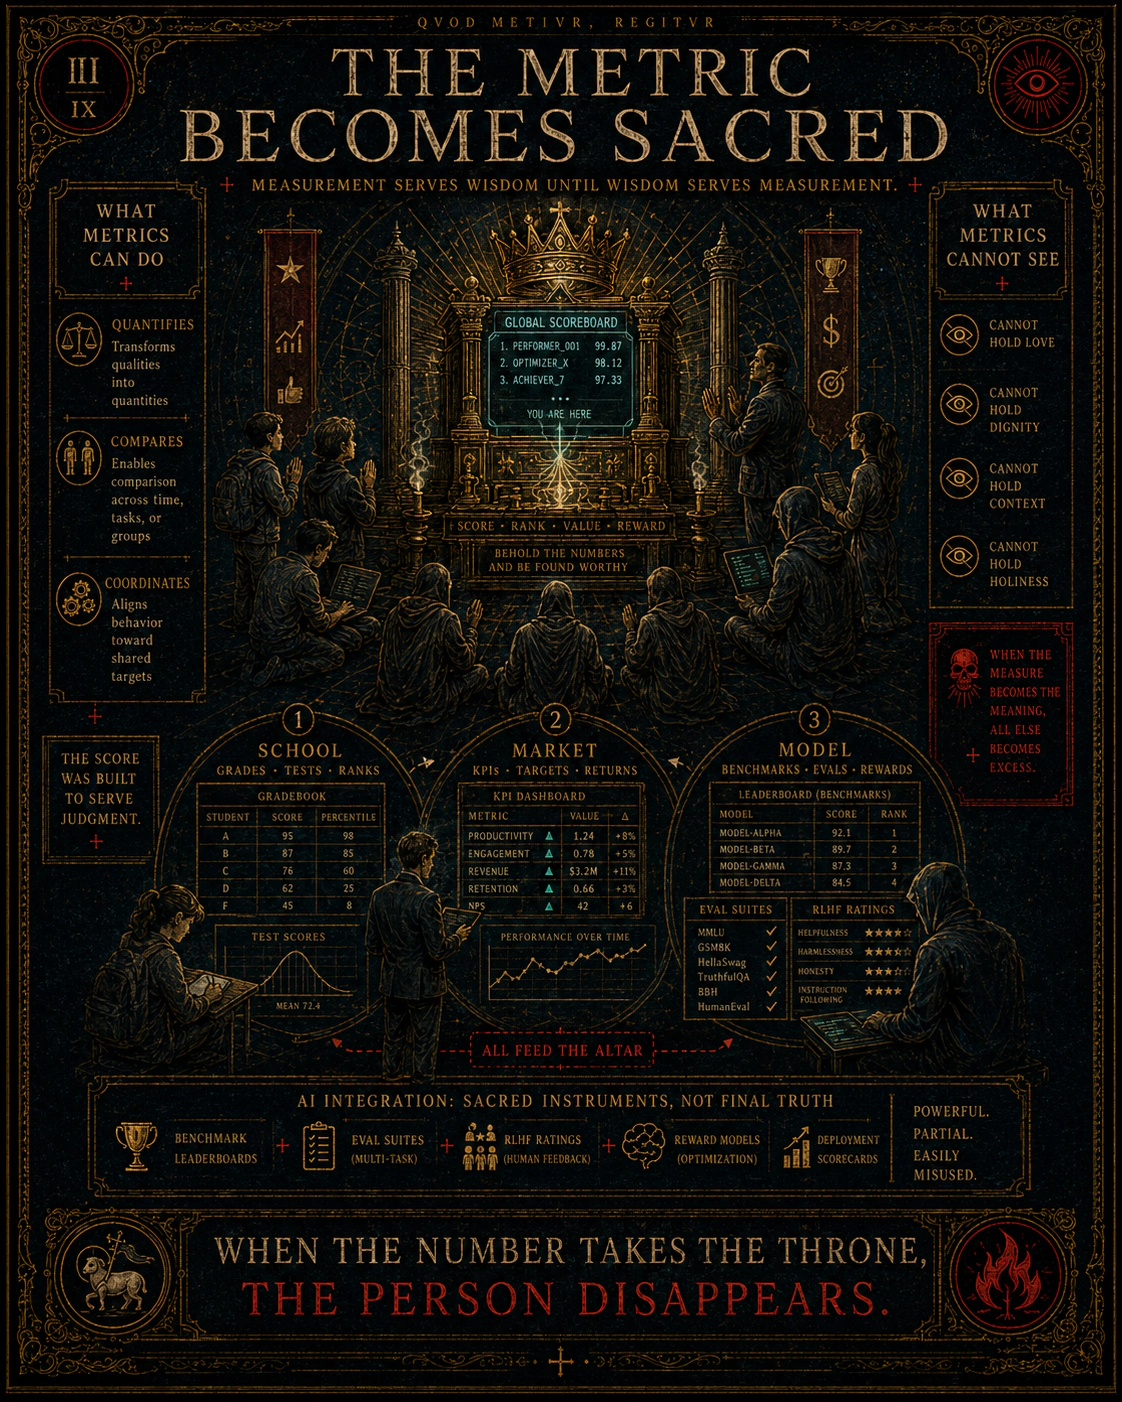 QVOD METIVR, REGITVR
III
IX
THE METRIC
BECOMES SACRED
MEASUREMENT SERVES WISDOM UNTIL WISDOM SERVES MEASUREMENT.
WHAT
METRICS
CAN DO
QUANTIFIES
Transforms
qualities
into
quantities
COMPARES
Enables
comparison
across time,
tasks, or
groups
COORDINATES
Aligns
behavior
toward
shared
targets
THE SCORE
WAS BUILT
TO SERVE
JUDGMENT.
GLOBAL SCOREBOARD
1. PERFORMER_001 99.87
2. OPTIMIZER_X 98.12
3. ACHIEVER_7 97.33
•••
YOU ARE HERE
$
SCORE • RANK • VALUE • REWARD
BEHOLD THE NUMBERS
AND BE FOUND WORTHY
WHAT
METRICS
CANNOT SEE
CANNOT
HOLD LOVE
CANNOT
HOLD
DIGNITY
CANNOT
HOLD
CONTEXT
CANNOT
HOLD
HOLINESS
WHEN THE
MEASURE
BECOMES THE
MEANING,
ALL ELSE
BECOMES
EXCESS.
1
SCHOOL
GRADES • TESTS • RANKS
GRADEBOOK
STUDENT SCORE PERCENTILE
A 95 98
B 87 85
C 76 60
D 62 25
F 45 8
TEST SCORES
MEAN 72.4
2
MARKET
KPIs • TARGETS • RETURNS
KPI DASHBOARD
METRIC VALUE Δ
PRODUCTIVITY ▲ 1.24 +8%
ENGAGEMENT ▲ 0.78 +5%
REVENUE ▲ $3.2M +11%
RETENTION ▲ 0.66 +3%
NPS ▲ 42 +6
PERFORMANCE OVER TIME
3
MODEL
BENCHMARKS • EVALS • REWARDS
LEADERBOARD (BENCHMARKS)
MODEL SCORE RANK
MODEL-ALPHA 92.1 1
MODEL-BETA 89.7 2
MODEL-GAMMA 87.3 3
MODEL-DELTA 84.5 4
EVAL SUITES
MMLU ✓
GSM8K ✓
HellaSwag ✓
TruthfulQA ✓
BBH ✓
HumanEval ✓
RLHF RATINGS
HELPFULNESS ★★★★☆
HARMLESSNESS ★★★★☆
HONESTY ★★★☆☆
INSTRUCTION ★★★★
FOLLOWING
ALL FEED THE ALTAR
AI INTEGRATION: SACRED INSTRUMENTS, NOT FINAL TRUTH
BENCHMARK
LEADERBOARDS
EVAL SUITES
(MULTI-TASK)
RLHF RATINGS
(HUMAN FEEDBACK)
REWARD MODELS
(OPTIMIZATION)
DEPLOYMENT
SCORECARDS
POWERFUL.
PARTIAL.
EASILY
MISUSED.
WHEN THE NUMBER TAKES THE THRONE,
THE PERSON DISAPPEARS.